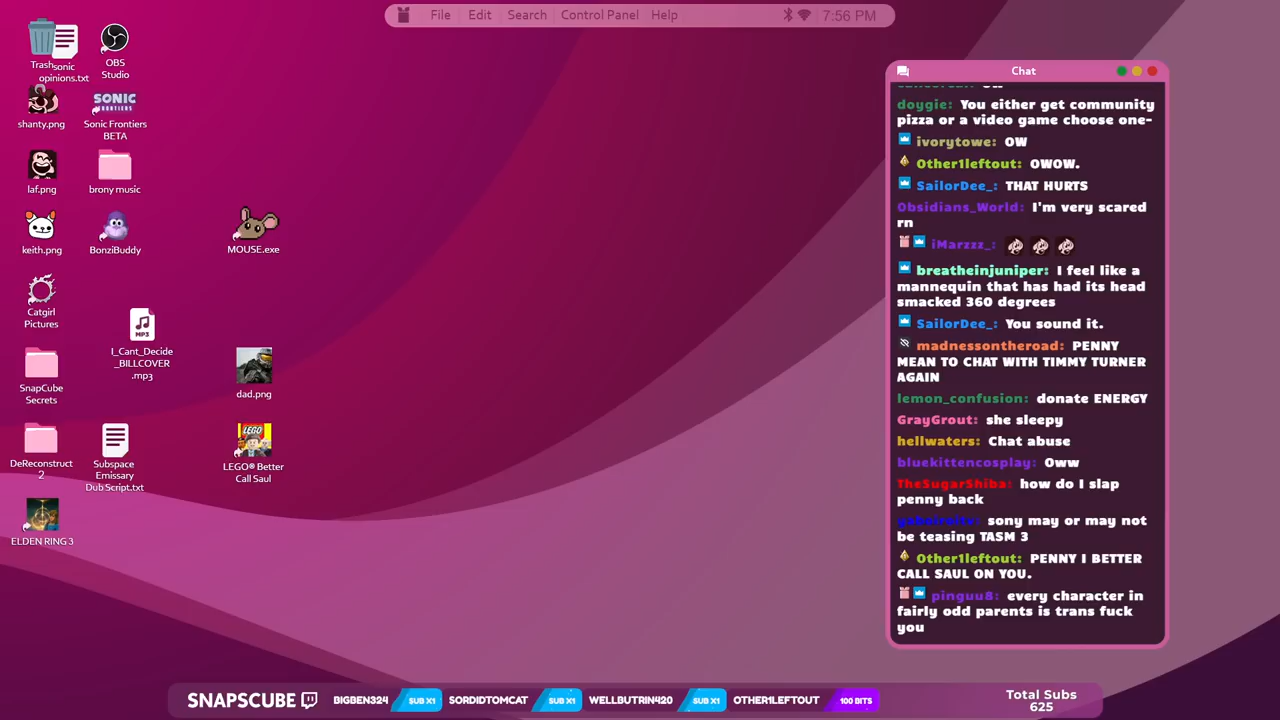 File Edit Search Control Panel Help 7:56 PM
Trash
sonic
opinions.txt
OBS
Studio
shanty.png
SONIC
FRONTIERS
Sonic Frontiers
BETA
laf.png
brony music
keith.png
BonziBuddy
MOUSE.exe
Catgirl
Pictures
MP3
I_Cant_Decide
_BILLCOVER
.mp3
SnapCube
Secrets
dad.png
DeReconstruct
2
Subspace
Emissary
Dub Script.txt
LEGO
LEGO® Better
Call Saul
ELDEN RING 3
Chat
doygie: You either get community
pizza or a video game choose one-
ivorytowe: OW
Other1leftout: OWOW.
SailorDee_: THAT HURTS
Obsidians_World: I'm very scared
rn
iMarzzz_:
breatheinjuniper: I feel like a
mannequin that has had its head
smacked 360 degrees
SailorDee_: You sound it.
madnessontheroad: PENNY
MEAN TO CHAT WITH TIMMY TURNER
AGAIN
lemon_confusion: donate ENERGY
GrayGrout: she sleepy
hellwaters: Chat abuse
bluekittencosplay: Oww
TheSugarShiba: how do I slap
penny back
sony may or may not
be teasing TASM 3
Other1leftout: PENNY I BETTER
CALL SAUL ON YOU.
pinguu8: every character in
fairly odd parents is trans fuck
you
SNAPSCUBE BIGBEN324 SUB X1 SORDIDTOMCAT SUB X1 WELLBUTRIN420 SUB X1 OTHER1LEFTOUT 100 BITS
Total Subs
625